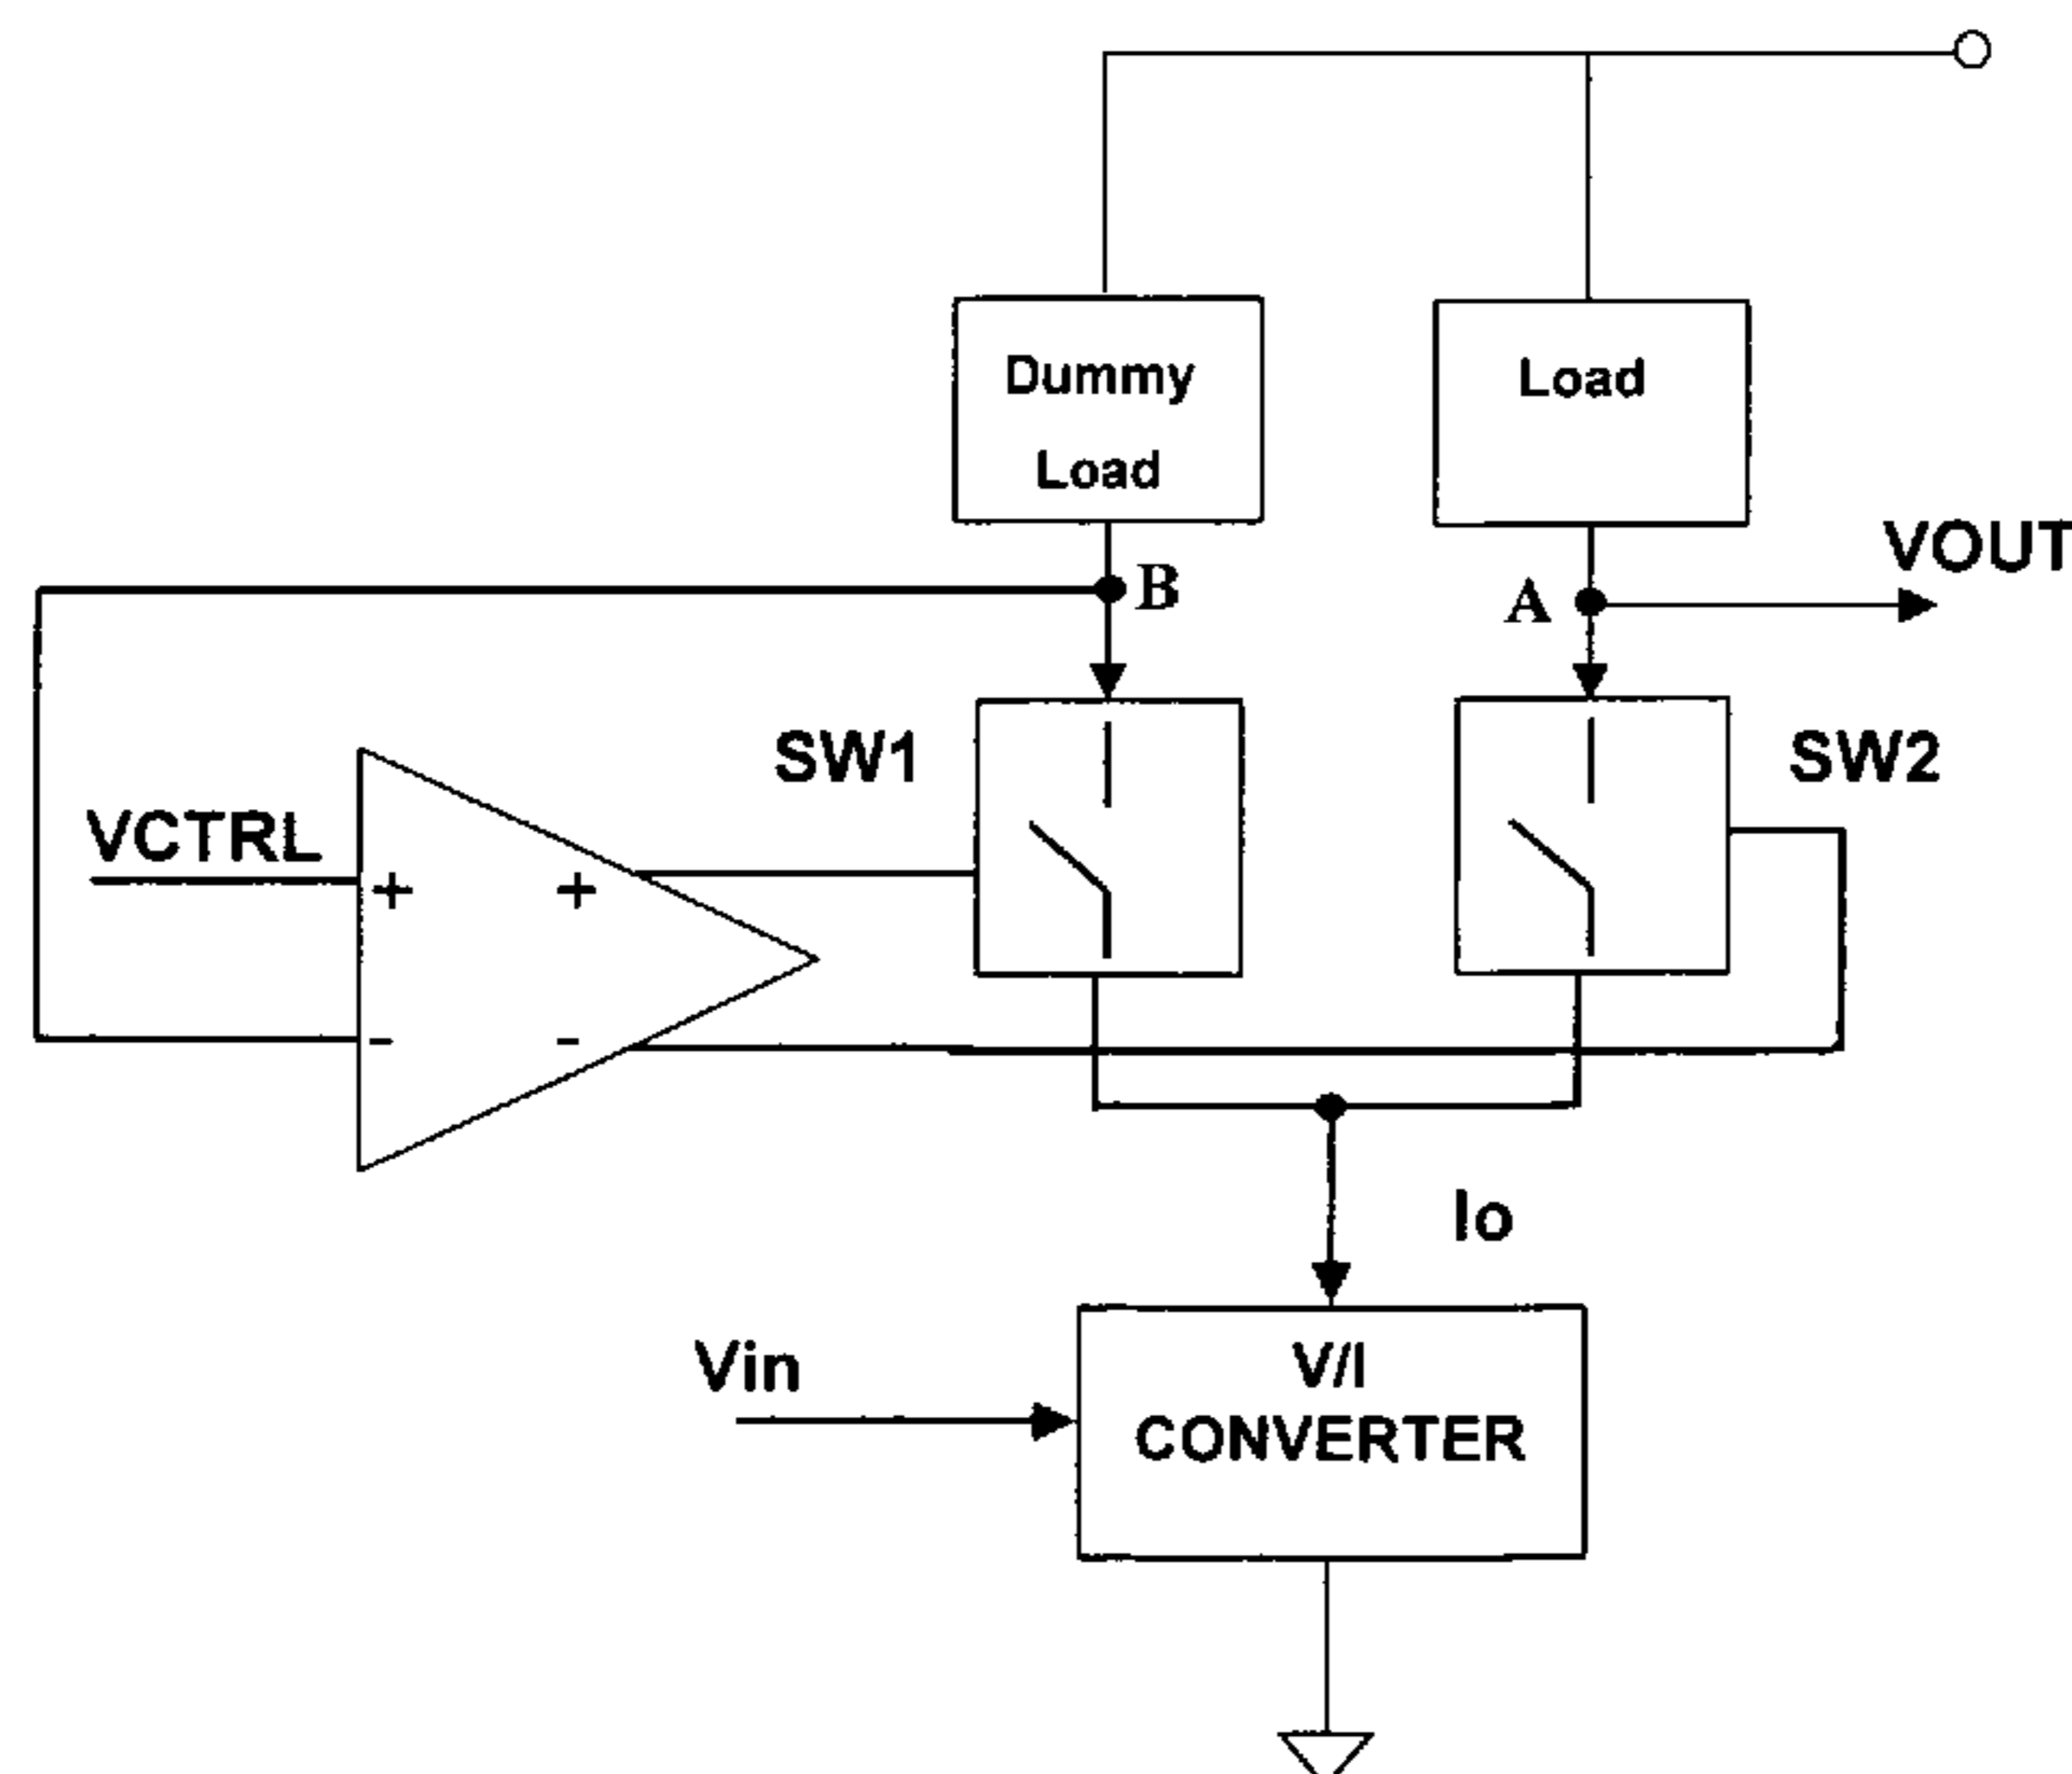 Dummy
Load
Load
VOUT
B
A
SW1
SW2
VCTRL
+
+
-
-
Io
Vin
V/I
CONVERTER